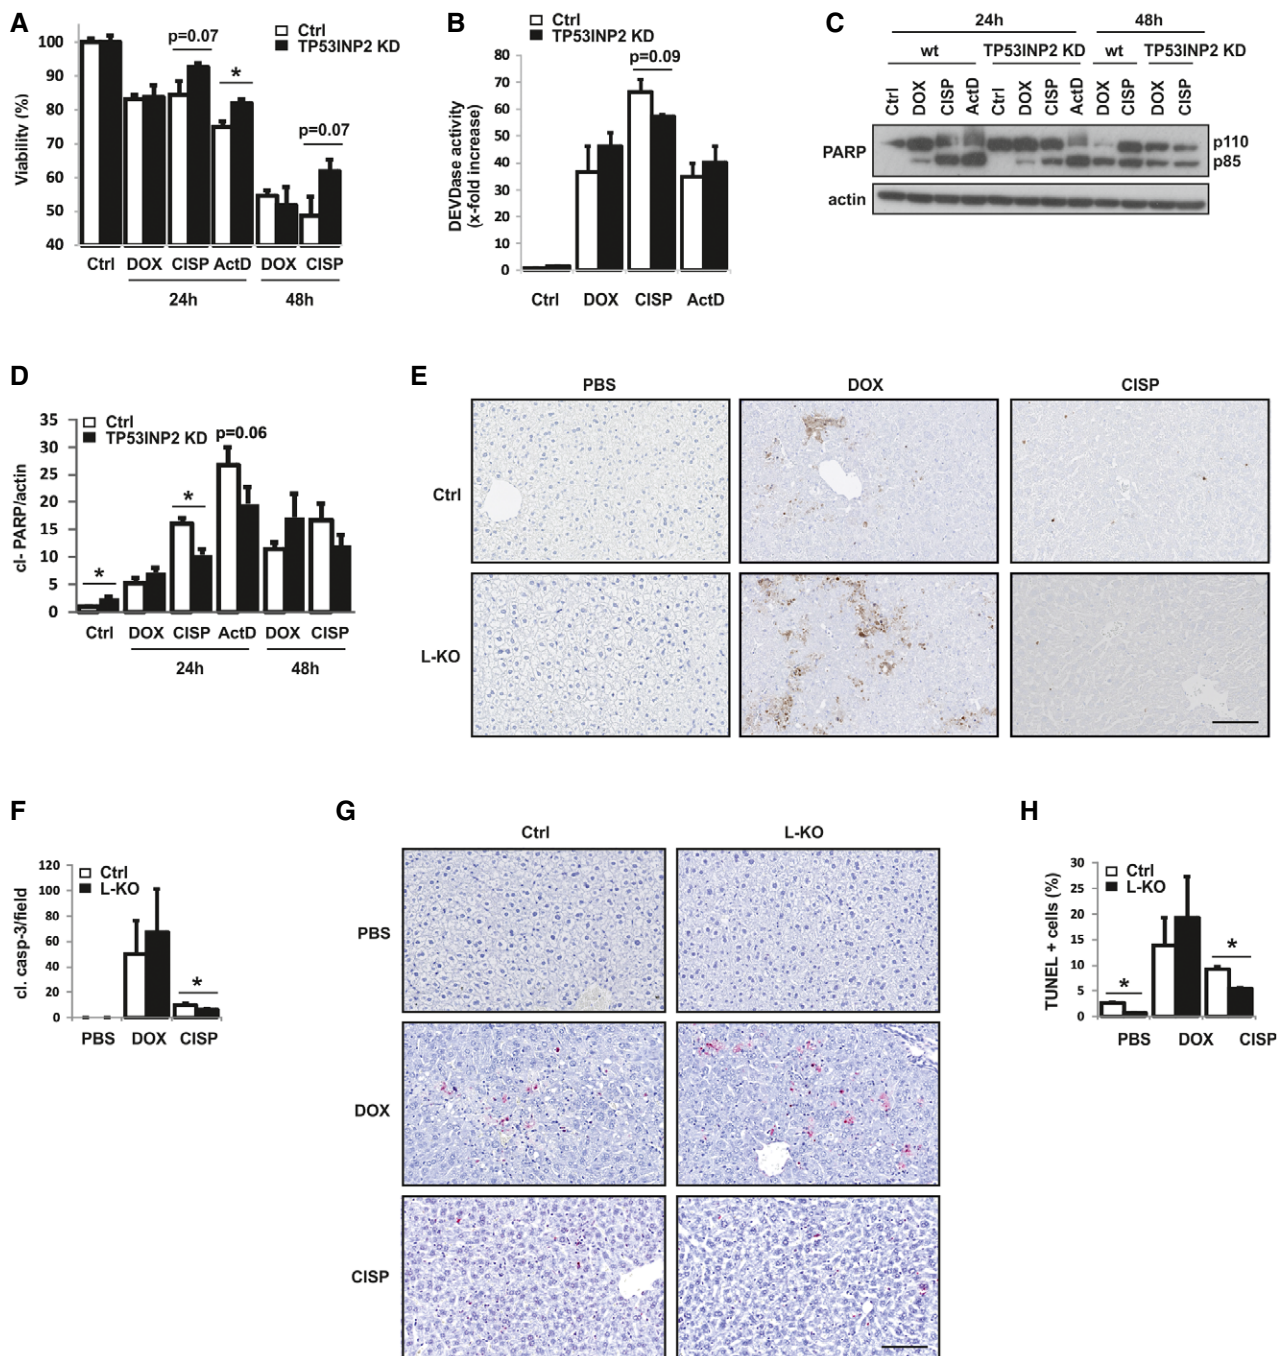 A
Viability (%)
100
90
80
70
60
50
40
Ctrl
TP53INP2 KD
p=0.07
*
p=0.07
Ctrl DOX CISP ActD DOX CISP
24h 48h
B
DEVDase activity
(x-fold increase)
80
70
60
50
40
30
20
10
0
Ctrl
TP53INP2 KD
p=0.09
Ctrl DOX CISP ActD
C
24h 48h
wt TP53INP2 KD wt TP53INP2 KD
Ctrl DOX CISP ActD Ctrl DOX CISP ActD DOX CISP DOX CISP
PARP
p110
p85
actin
D
cl- PARP/actin
35
30
25
20
15
10
5
0
Ctrl
TP53INP2 KD
p=0.06
*
*
Ctrl DOX CISP ActD DOX CISP
24h 48h
E
PBS DOX CISP
Ctrl
L-KO
F
cl. casp-3/field
120
100
80
60
40
20
0
Ctrl
L-KO
*
PBS DOX CISP
G
Ctrl L-KO
PBS
DOX
CISP
H
TUNEL + cells (%)
30
25
20
15
10
5
0
Ctrl
L-KO
*
*
PBS DOX CISP